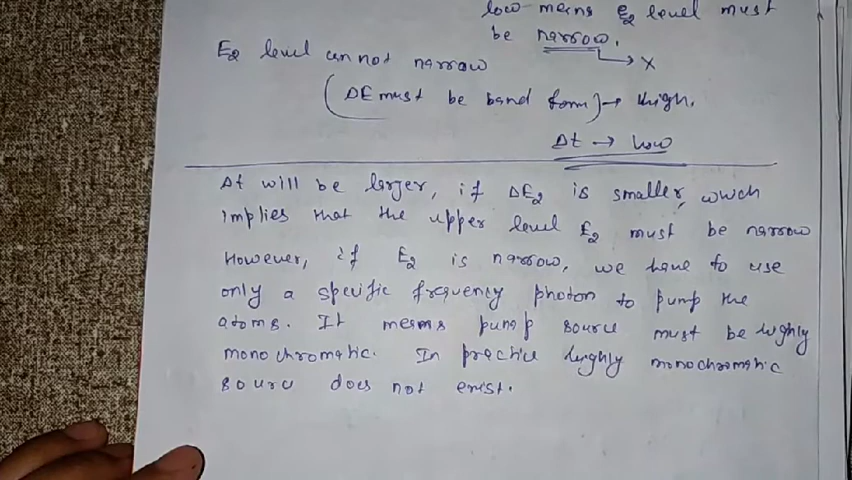 low means E2 level must
be narrow.
E2 level can not narrow
→ x
(ΔE must be band form) → high.
Δt → low
Δt will be larger, if ΔE2 is smaller, which
implies that the upper level E2 must be narrow
However, if E2 is narrow, we have to use
only a specific frequency photon to pump the
atoms. It means pump source must be highly
monochromatic. In practice highly monochromatic
source does not exist.